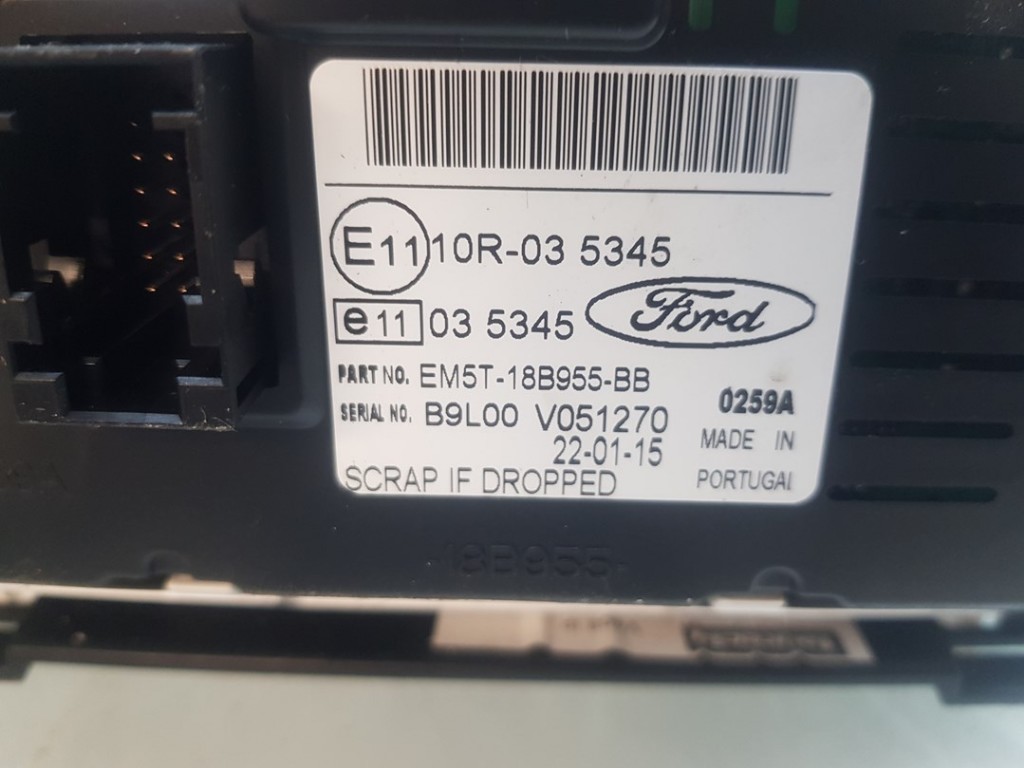 E11 10R-03 5345
e11 03 5345 Ford
PART NO. EM5T-18B955-BB
SERIAL NO. B9L00 V051270 0259A
22-01-15 MADE IN
SCRAP IF DROPPED PORTUGAL
-18B955-